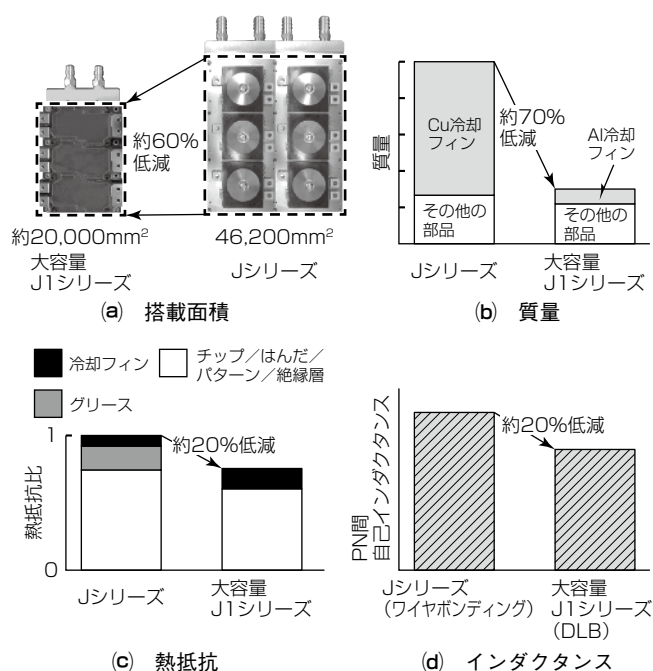 約60%
低減
約20,000mm²
大容量
J1シリーズ
46,200mm²
Jシリーズ
(a) 搭載面積
質量
Cu冷却
フィン
その他の
部品
約70%
低減
Al冷却
フィン
その他の
部品
Jシリーズ
大容量
J1シリーズ
(b) 質量
冷却フィン
チップ/はんだ/
パターン/絶縁層
グリース
熱抵抗比
1
0
約20%低減
Jシリーズ
大容量
J1シリーズ
(c) 熱抵抗
PN間
自己インダクタンス
約20%低減
Jシリーズ
(ワイヤボンディング)
大容量
J1シリーズ
(DLB)
(d) インダクタンス